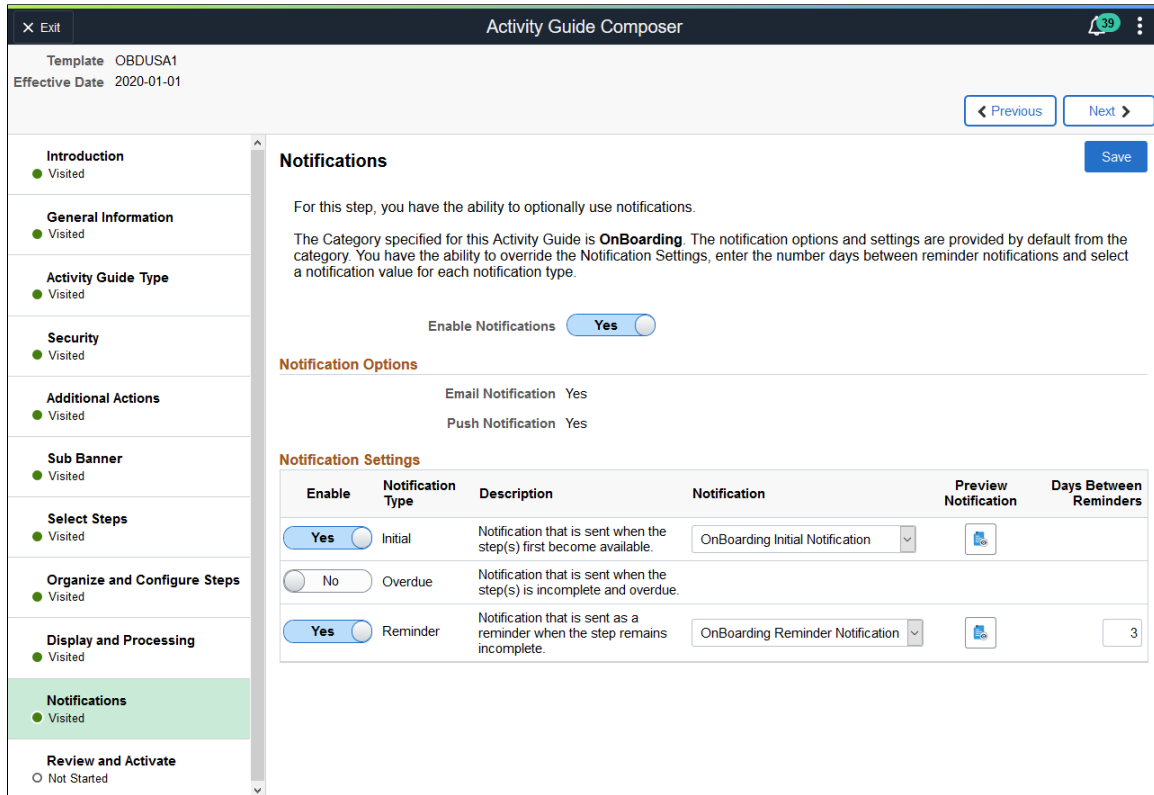 Exit
Activity Guide Composer
39
Template OBDUSA1
Effective Date 2020-01-01
Previous
Next
Introduction
Visited
General Information
Visited
Activity Guide Type
Visited
Security
Visited
Additional Actions
Visited
Sub Banner
Visited
Select Steps
Visited
Organize and Configure Steps
Visited
Display and Processing
Visited
Notifications
Visited
Review and Activate
Not Started
Notifications
Save
For this step, you have the ability to optionally use notifications.
The Category specified for this Activity Guide is OnBoarding. The notification options and settings are provided by default from the
category. You have the ability to override the Notification Settings, enter the number days between reminder notifications and select
a notification value for each notification type.
Enable Notifications Yes
Notification Options
Email Notification Yes
Push Notification Yes
Notification Settings
Enable
Notification
Type
Description
Notification
Preview
Notification
Days Between
Reminders
Yes
Initial
Notification that is sent when the
step(s) first become available.
OnBoarding Initial Notification
No
Overdue
Notification that is sent when the
step(s) is incomplete and overdue.
Yes
Reminder
Notification that is sent as a
reminder when the step remains
incomplete.
OnBoarding Reminder Notification
3